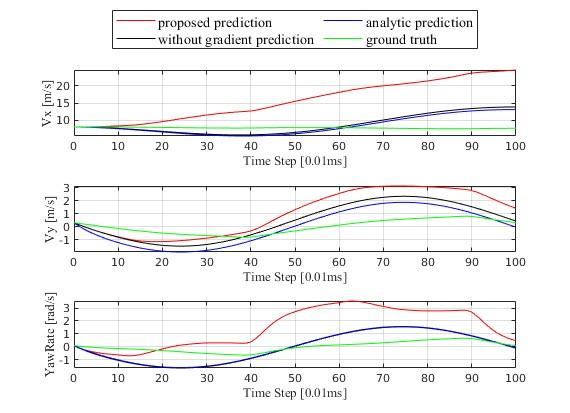 proposed prediction analytic prediction
without gradient prediction ground truth
Vx [m/s]
20
15
10
0 10 20 30 40 50 60 70 80 90 100
Time Step [0.01ms]
Vy [m/s]
3
2
1
0
-1
0 10 20 30 40 50 60 70 80 90 100
Time Step [0.01ms]
YawRate [rad/s]
3
2
1
0
-1
0 10 20 30 40 50 60 70 80 90 100
Time Step [0.01ms]